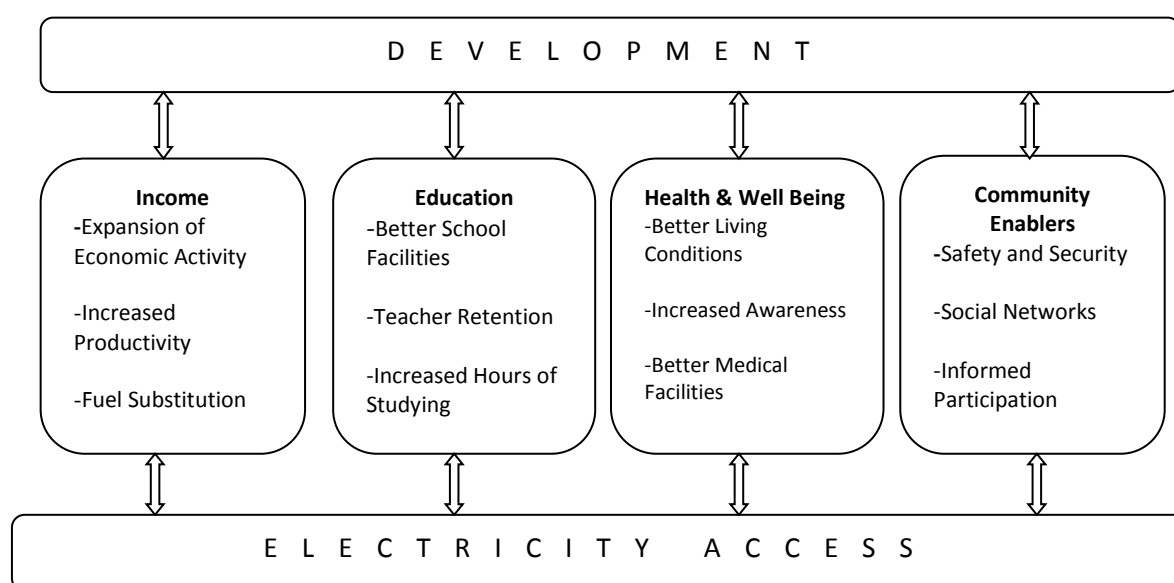 D E V E L O P M E N T
Income
-Expansion of
Economic Activity
-Increased
Productivity
-Fuel Substitution
Education
-Better School
Facilities
-Teacher Retention
-Increased Hours of
Studying
Health & Well Being
-Better Living
Conditions
-Increased Awareness
-Better Medical
Facilities
Community
Enablers
-Safety and Security
-Social Networks
-Informed
Participation
E L E C T R I C I T Y A C C E S S